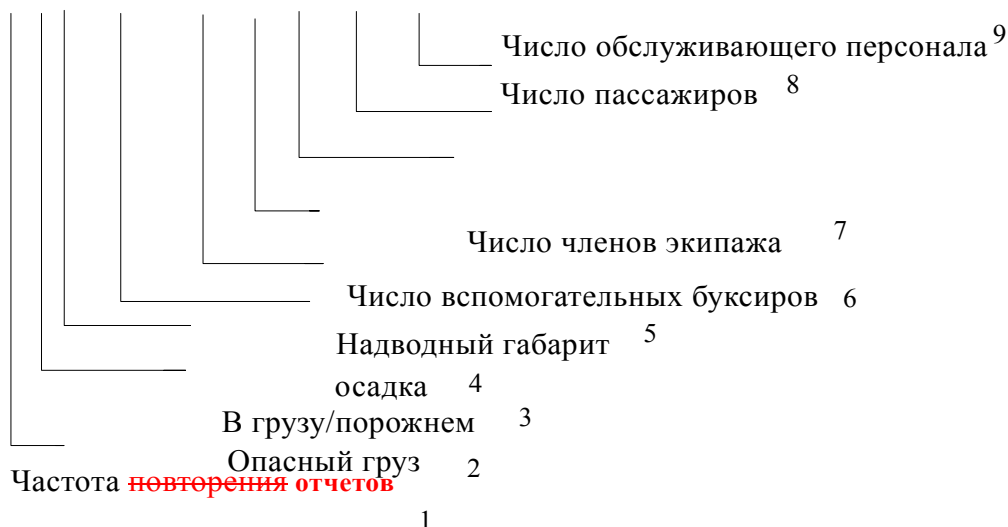 Число обслуживающего персонала 9
Число пассажиров 8
Число членов экипажа 7
Число вспомогательных буксиров 6
Надводный габарит 5
осадка 4
В грузу/порожнем 3
Опасный груз 2
Частота повторения отчетов
1